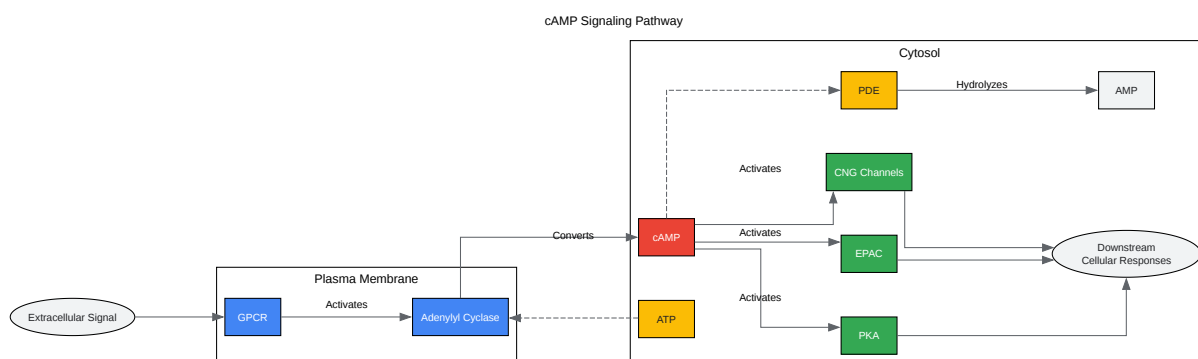 cAMP Signaling Pathway
Cytosol
PDE
Hydrolyzes
AMP
Activates
CNG Channels
Converts
cAMP
Activates
EPAC
Downstream
Cellular Responses
Plasma Membrane
Extracellular Signal
GPCR
Activates
Adenylyl Cyclase
ATP
Activates
PKA